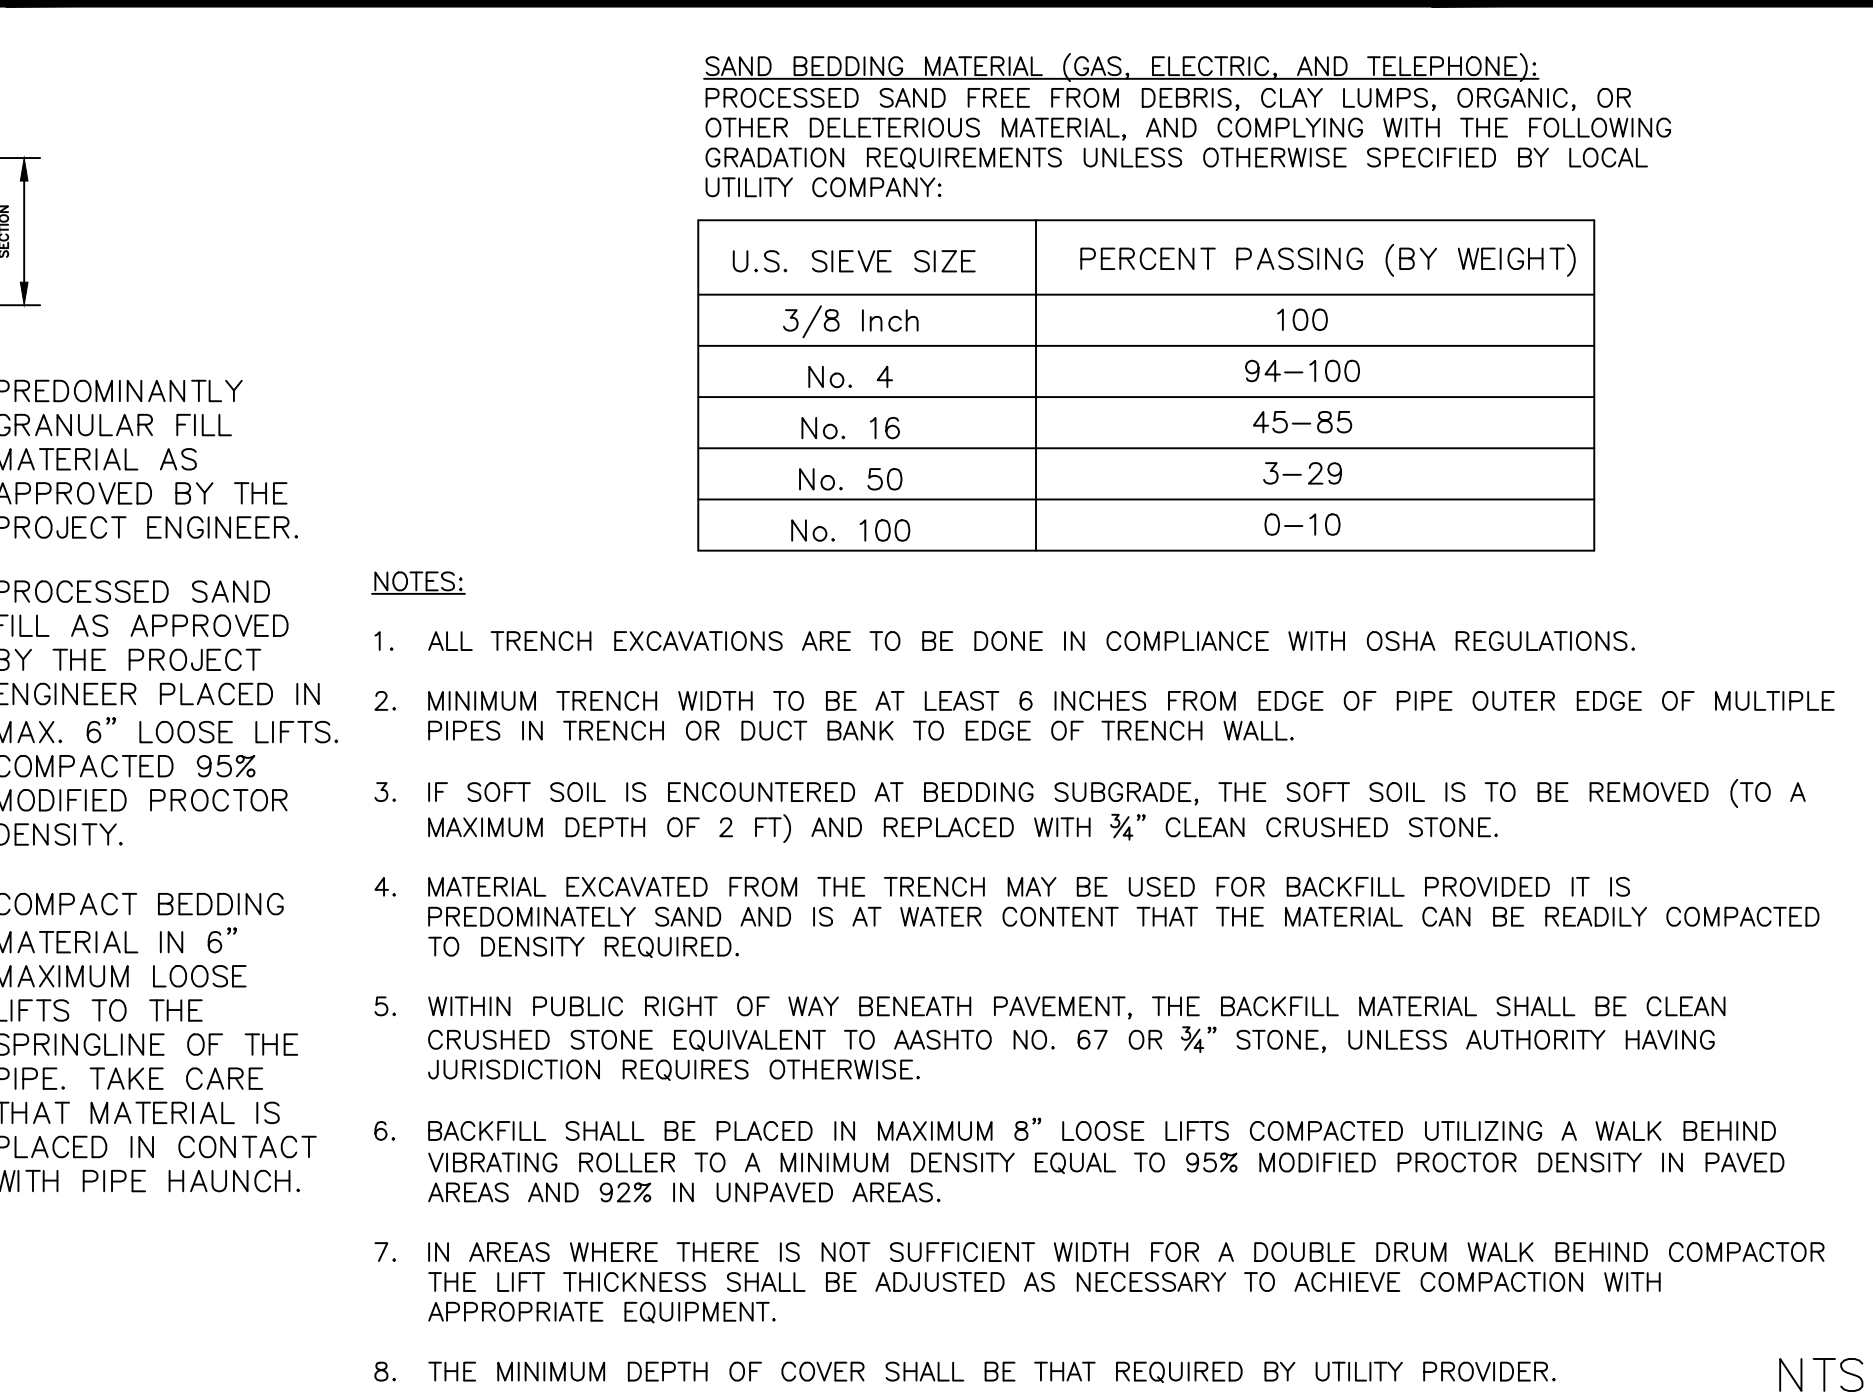 SAND BEDDING MATERIAL (GAS, ELECTRIC, AND TELEPHONE):
PROCESSED SAND FREE FROM DEBRIS, CLAY LUMPS, ORGANIC, OR
OTHER DELETERIOUS MATERIAL, AND COMPLYING WITH THE FOLLOWING
GRADATION REQUIREMENTS UNLESS OTHERWISE SPECIFIED BY LOCAL
UTILITY COMPANY:
U.S. SIEVE SIZE PERCENT PASSING (BY WEIGHT)
3/8 Inch 100
No. 4 94-100
No. 16 45-85
No. 50 3-29
No. 100 0-10
SECTION
PREDOMINANTLY
GRANULAR FILL
MATERIAL AS
APPROVED BY THE
PROJECT ENGINEER.
PROCESSED SAND
FILL AS APPROVED
BY THE PROJECT
ENGINEER PLACED IN
MAX. 6" LOOSE LIFTS.
COMPACTED 95%
MODIFIED PROCTOR
DENSITY.
COMPACT BEDDING
MATERIAL IN 6"
MAXIMUM LOOSE
LIFTS TO THE
SPRINGLINE OF THE
PIPE. TAKE CARE
THAT MATERIAL IS
PLACED IN CONTACT
WITH PIPE HAUNCH.
NOTES:
1. ALL TRENCH EXCAVATIONS ARE TO BE DONE IN COMPLIANCE WITH OSHA REGULATIONS.
2. MINIMUM TRENCH WIDTH TO BE AT LEAST 6 INCHES FROM EDGE OF PIPE OUTER EDGE OF MULTIPLE
PIPES IN TRENCH OR DUCT BANK TO EDGE OF TRENCH WALL.
3. IF SOFT SOIL IS ENCOUNTERED AT BEDDING SUBGRADE, THE SOFT SOIL IS TO BE REMOVED (TO A
MAXIMUM DEPTH OF 2 FT) AND REPLACED WITH ¾" CLEAN CRUSHED STONE.
4. MATERIAL EXCAVATED FROM THE TRENCH MAY BE USED FOR BACKFILL PROVIDED IT IS
PREDOMINATELY SAND AND IS AT WATER CONTENT THAT THE MATERIAL CAN BE READILY COMPACTED
TO DENSITY REQUIRED.
5. WITHIN PUBLIC RIGHT OF WAY BENEATH PAVEMENT, THE BACKFILL MATERIAL SHALL BE CLEAN
CRUSHED STONE EQUIVALENT TO AASHTO NO. 67 OR ¾" STONE, UNLESS AUTHORITY HAVING
JURISDICTION REQUIRES OTHERWISE.
6. BACKFILL SHALL BE PLACED IN MAXIMUM 8" LOOSE LIFTS COMPACTED UTILIZING A WALK BEHIND
VIBRATING ROLLER TO A MINIMUM DENSITY EQUAL TO 95% MODIFIED PROCTOR DENSITY IN PAVED
AREAS AND 92% IN UNPAVED AREAS.
7. IN AREAS WHERE THERE IS NOT SUFFICIENT WIDTH FOR A DOUBLE DRUM WALK BEHIND COMPACTOR
THE LIFT THICKNESS SHALL BE ADJUSTED AS NECESSARY TO ACHIEVE COMPACTION WITH
APPROPRIATE EQUIPMENT.
8. THE MINIMUM DEPTH OF COVER SHALL BE THAT REQUIRED BY UTILITY PROVIDER.
NTS